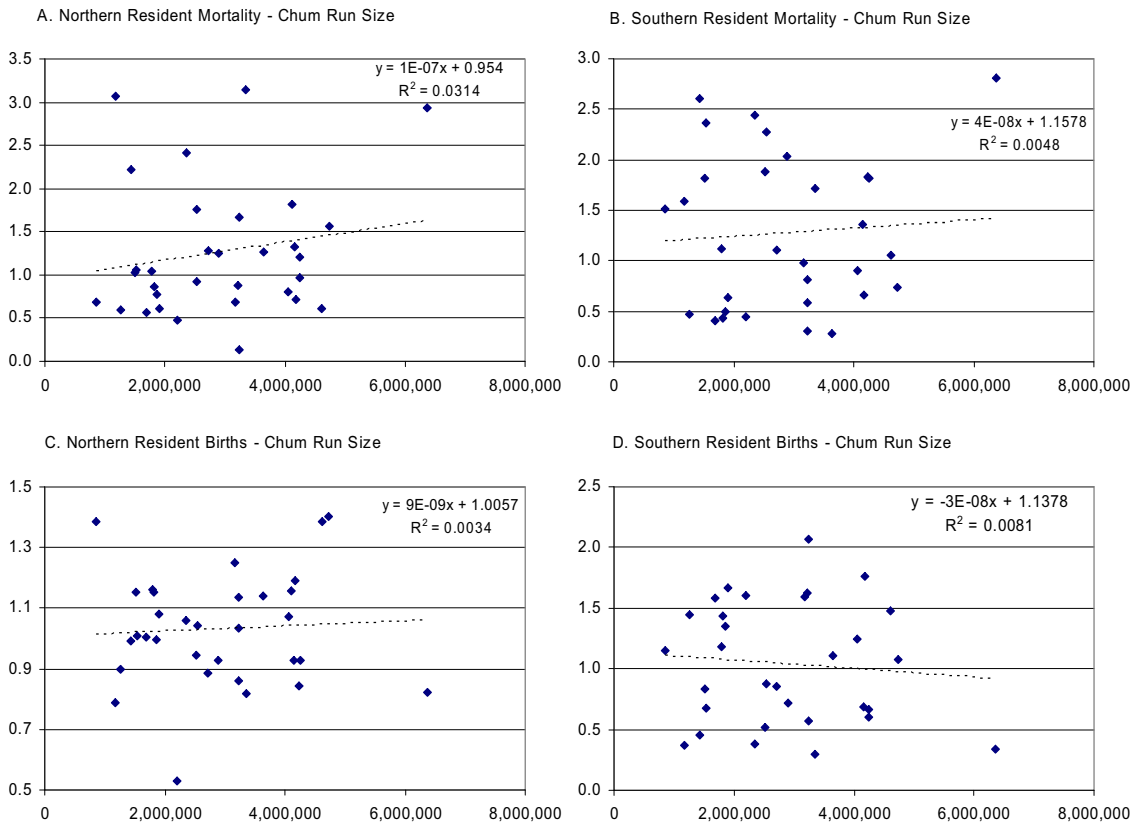 A. Northern Resident Mortality - Chum Run Size
3.5
3.0
2.5
2.0
1.5
1.0
0.5
0.0
y = 1E-07x + 0.954
R² = 0.0314
0 2,000,000 4,000,000 6,000,000 8,000,000
B. Southern Resident Mortality - Chum Run Size
3.0
2.5
2.0
1.5
1.0
0.5
0.0
y = 4E-08x + 1.1578
R² = 0.0048
0 2,000,000 4,000,000 6,000,000 8,000,000
C. Northern Resident Births - Chum Run Size
1.5
1.3
1.1
0.9
0.7
0.5
y = 9E-09x + 1.0057
R² = 0.0034
0 2,000,000 4,000,000 6,000,000 8,000,000
D. Southern Resident Births - Chum Run Size
2.5
2.0
1.5
1.0
0.5
0.0
y = -3E-08x + 1.1378
R² = 0.0081
0 2,000,000 4,000,000 6,000,000 8,000,000